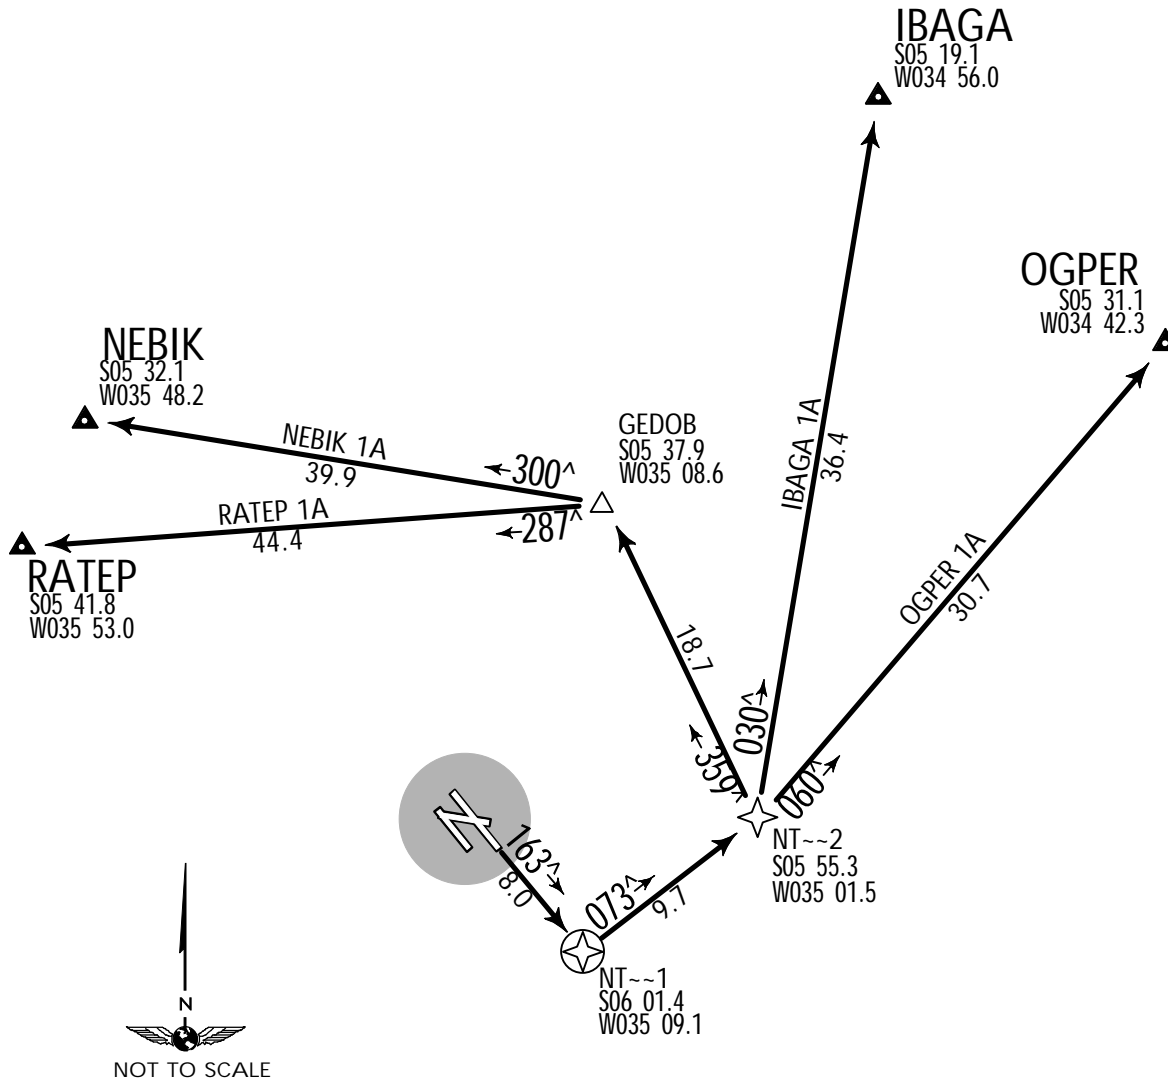 IBAGA
S05 19.1
W034 56.0
OGPER
S05 31.1
W034 42.3
NEBIK
S05 32.1
W035 48.2
GEDOB
S05 37.9
W035 08.6
NEBIK 1A
39.9
300^
RATEP 1A
44.4
287^
RATEP
S05 41.8
W035 53.0
IBAGA 1A
36.4
OGPER 1A
30.7
18.7
359^
030^
060^
NT~~2
S05 55.3
W035 01.5
163^
8.0
073^
9.7
NT~~1
S06 01.4
W035 09.1
N
NOT TO SCALE